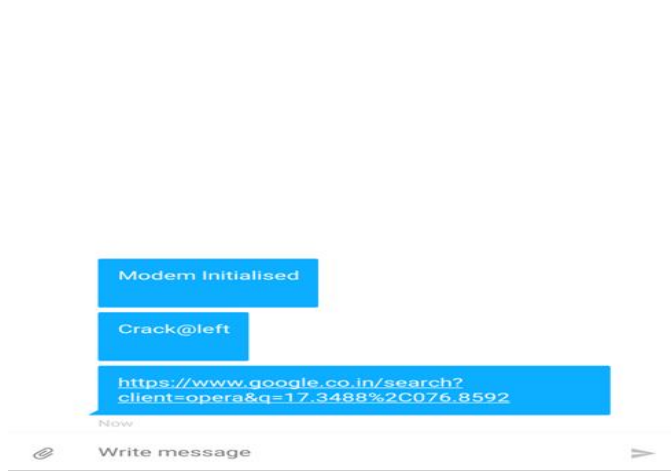 Modem Initialised
Crack@left
https://www.google.co.in/search?
client=opera&q=17.3488%2C076.8592
Now
Write message